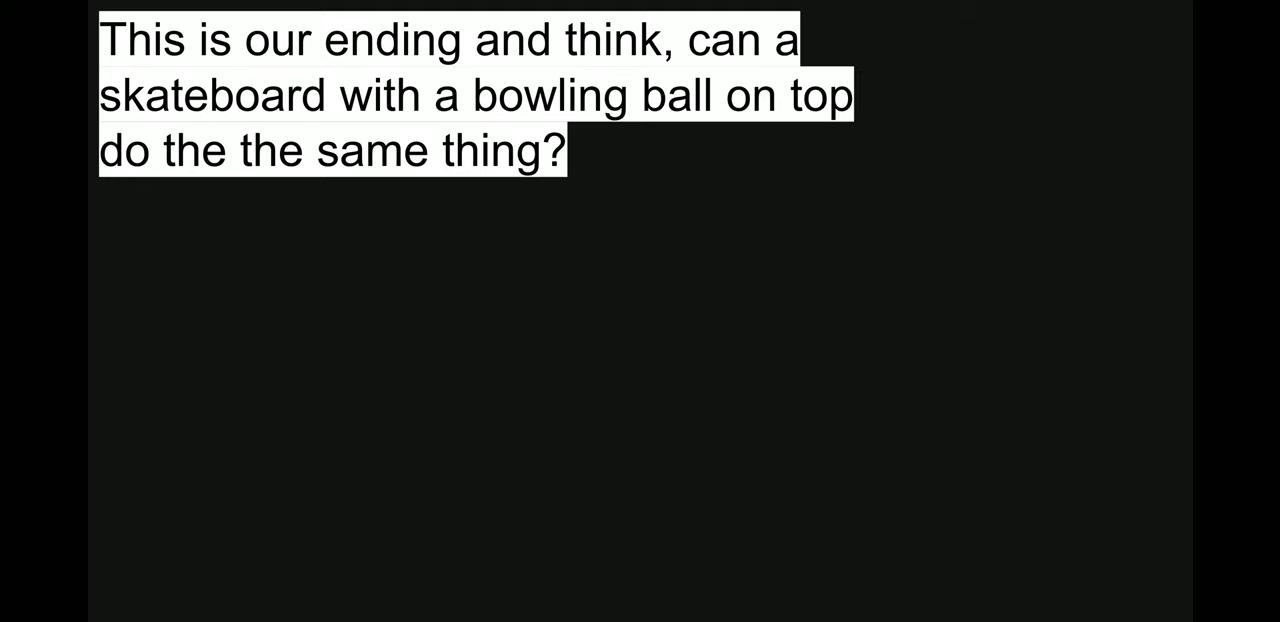 This is our ending and think, can a
skateboard with a bowling ball on top
do the the same thing?